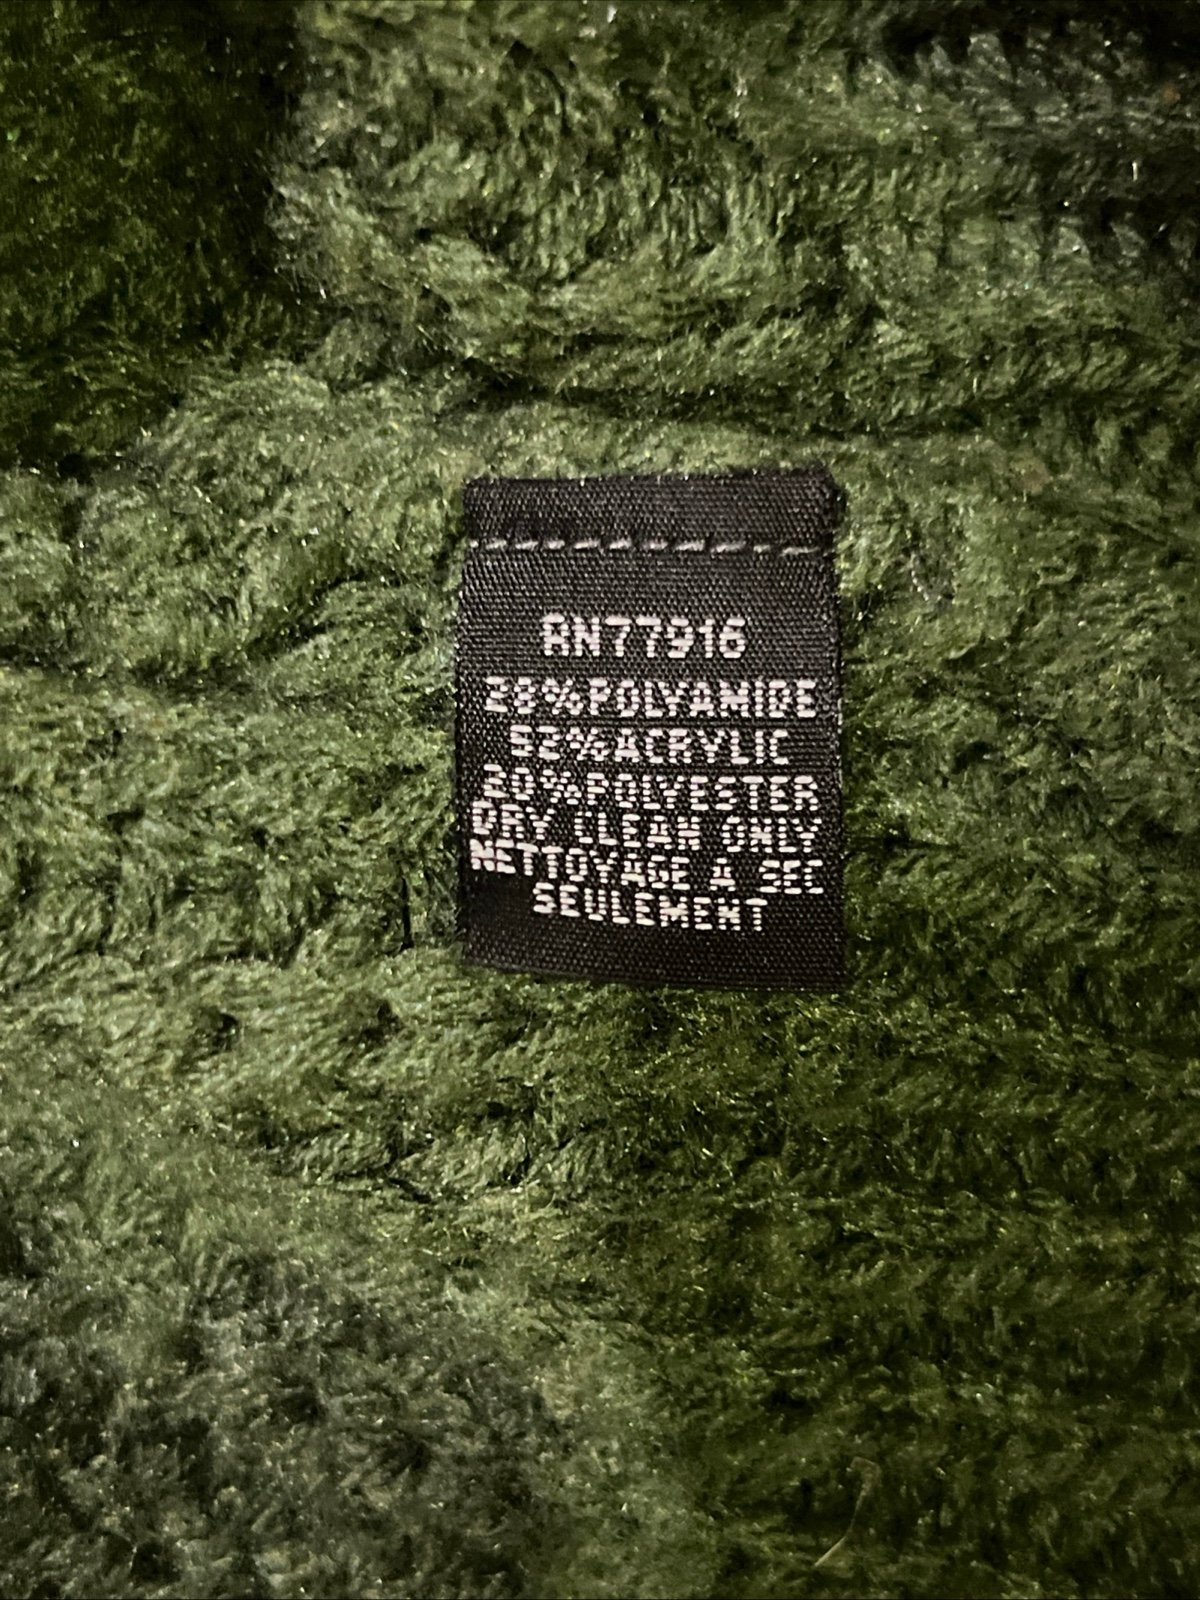 RN77916
28%POLYAMIDE
52%ACRYLIC
20%POLYESTER
DRY CLEAN ONLY
NETTOYAGE A SEC
SEULEMENT